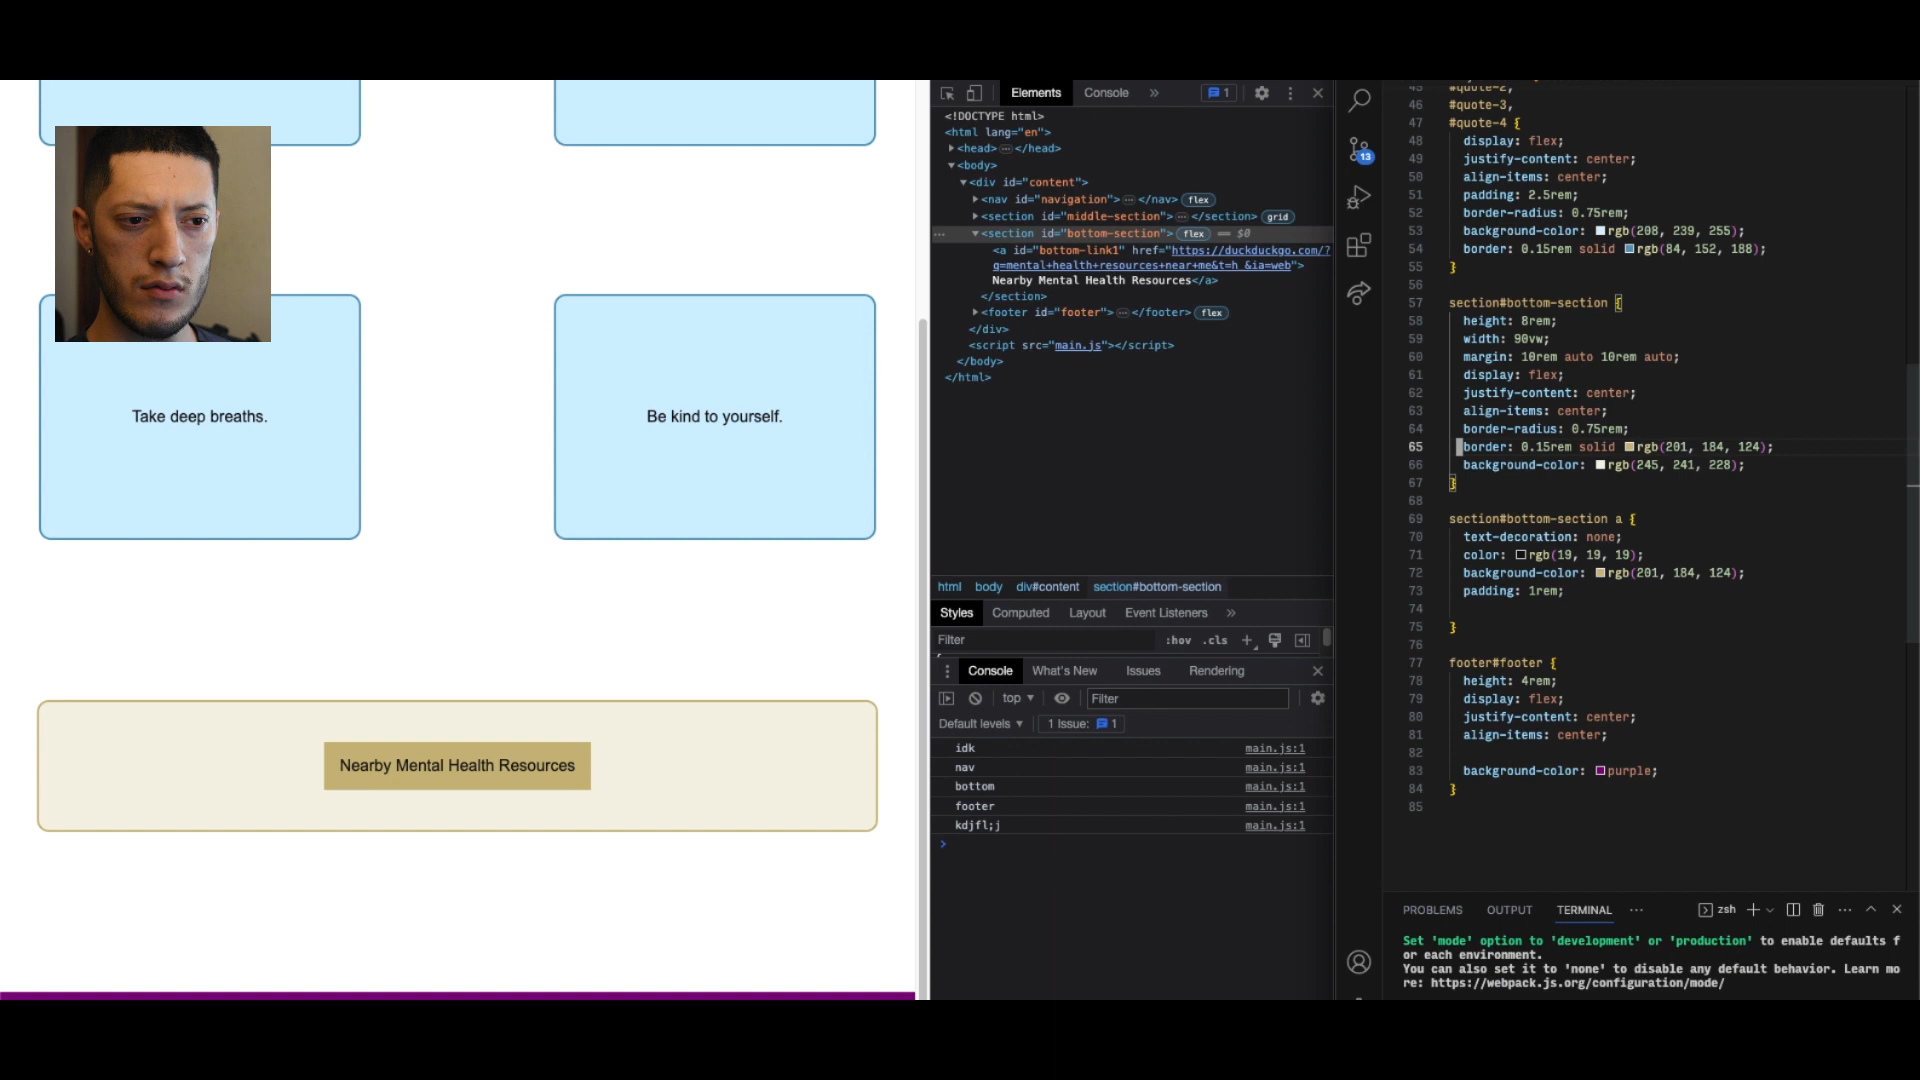 Take deep breaths.
Be kind to yourself.
Nearby Mental Health Resources
Elements
Console
»
1
<!DOCTYPE html>
<html lang="en">
<head>…</head>
<body>
<div id="content">
<nav id="navigation">…</nav> flex
<section id="middle-section">…</section> grid
… <section id="bottom-section"> flex == $0
<a id="bottom-link1" href="https://duckduckgo.com/?
q=mental+health+resources+near+me&t=h_&ia=web">
Nearby Mental Health Resources</a>
</section>
<footer id="footer">…</footer> flex
</div>
<script src="main.js"></script>
</body>
</html>
html body div#content section#bottom-section
Styles Computed Layout Event Listeners »
Filter :hov .cls +
Console What's New Issues Rendering
top ▼ Filter
Default levels ▼ 1 Issue: 1
idk main.js:1
nav main.js:1
bottom main.js:1
footer main.js:1
kdjfl;j main.js:1
>
13
45 #quote-2,
46 #quote-3,
47 #quote-4 {
48 display: flex;
49 justify-content: center;
50 align-items: center;
51 padding: 2.5rem;
52 border-radius: 0.75rem;
53 background-color: rgb(208, 239, 255);
54 border: 0.15rem solid rgb(84, 152, 188);
55 }
56
57 section#bottom-section {
58 height: 8rem;
59 width: 90vw;
60 margin: 10rem auto 10rem auto;
61 display: flex;
62 justify-content: center;
63 align-items: center;
64 border-radius: 0.75rem;
65 border: 0.15rem solid rgb(201, 184, 124);
66 background-color: rgb(245, 241, 228);
67 }
68
69 section#bottom-section a {
70 text-decoration: none;
71 color: rgb(19, 19, 19);
72 background-color: rgb(201, 184, 124);
73 padding: 1rem;
74
75 }
76
77 footer#footer {
78 height: 4rem;
79 display: flex;
80 justify-content: center;
81 align-items: center;
82
83 background-color: purple;
84 }
85
PROBLEMS OUTPUT TERMINAL … zsh
Set 'mode' option to 'development' or 'production' to enable defaults f
or each environment.
You can also set it to 'none' to disable any default behavior. Learn mo
re: https://webpack.js.org/configuration/mode/